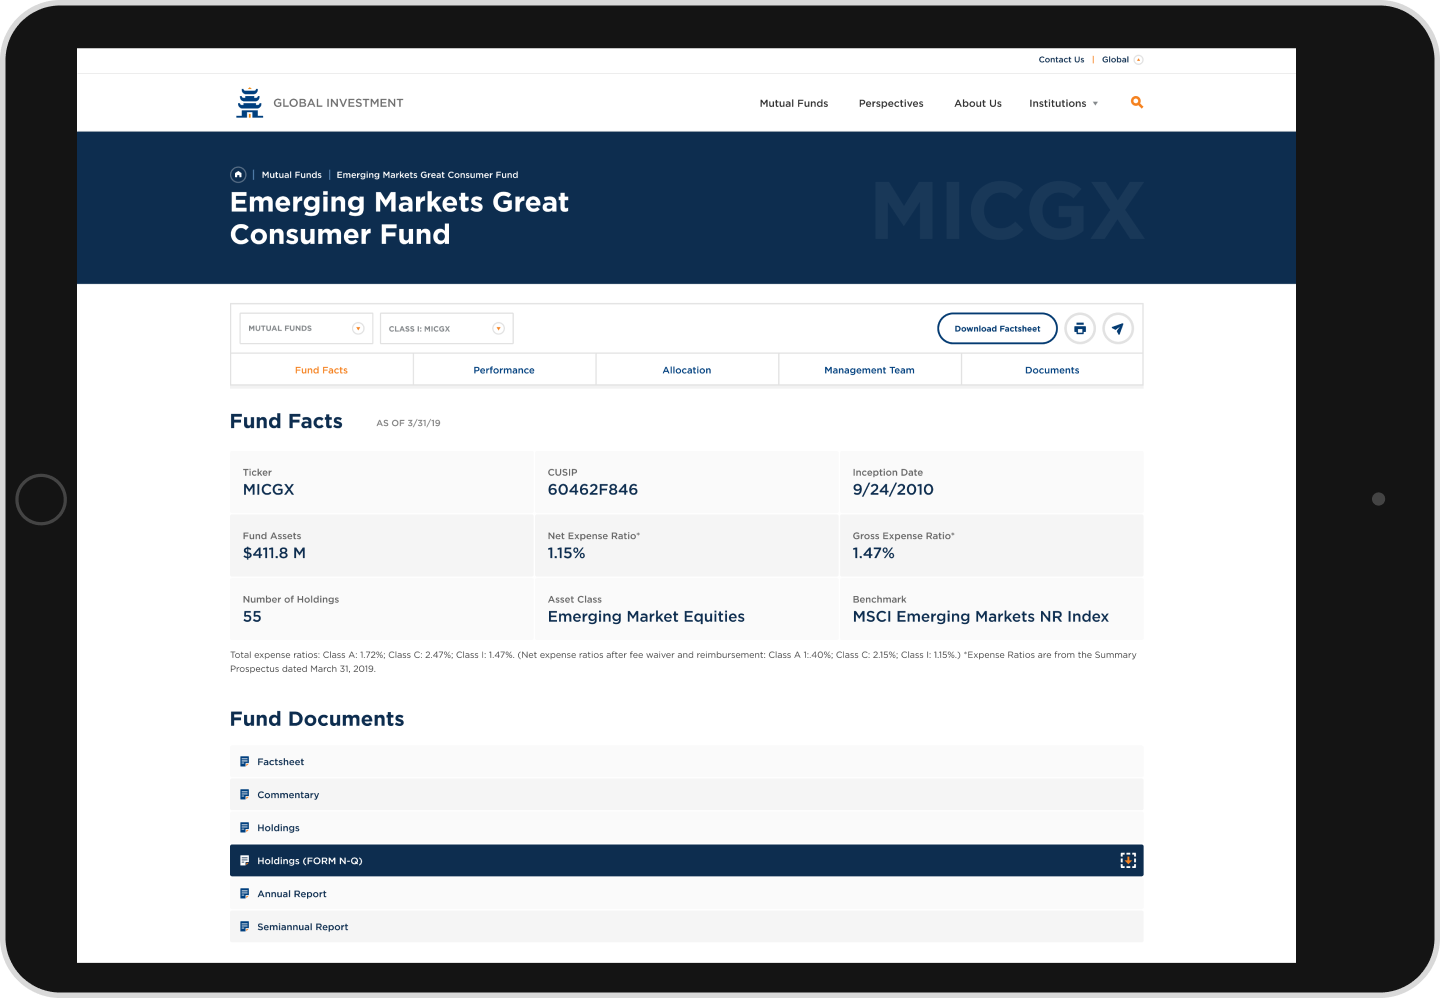 Contact Us | Global
GLOBAL INVESTMENT
Mutual Funds Perspectives About Us Institutions
| Mutual Funds | Emerging Markets Great Consumer Fund
Emerging Markets Great
Consumer Fund
MICGX
MUTUAL FUNDS CLASS I: MICGX Download Factsheet
Fund Facts Performance Allocation Management Team Documents
Fund Facts AS OF 3/31/19
Ticker CUSIP Inception Date
MICGX 60462F846 9/24/2010
Fund Assets Net Expense Ratio* Gross Expense Ratio*
$411.8 M 1.15% 1.47%
Number of Holdings Asset Class Benchmark
55 Emerging Market Equities MSCI Emerging Markets NR Index
Total expense ratios: Class A: 1.72%; Class C: 2.47%; Class I: 1.47%. (Net expense ratios after fee waiver and reimbursement: Class A 1:.40%; Class C: 2.15%; Class I: 1.15%.) *Expense Ratios are from the Summary
Prospectus dated March 31, 2019.
Fund Documents
Factsheet
Commentary
Holdings
Holdings (FORM N-Q)
Annual Report
Semiannual Report